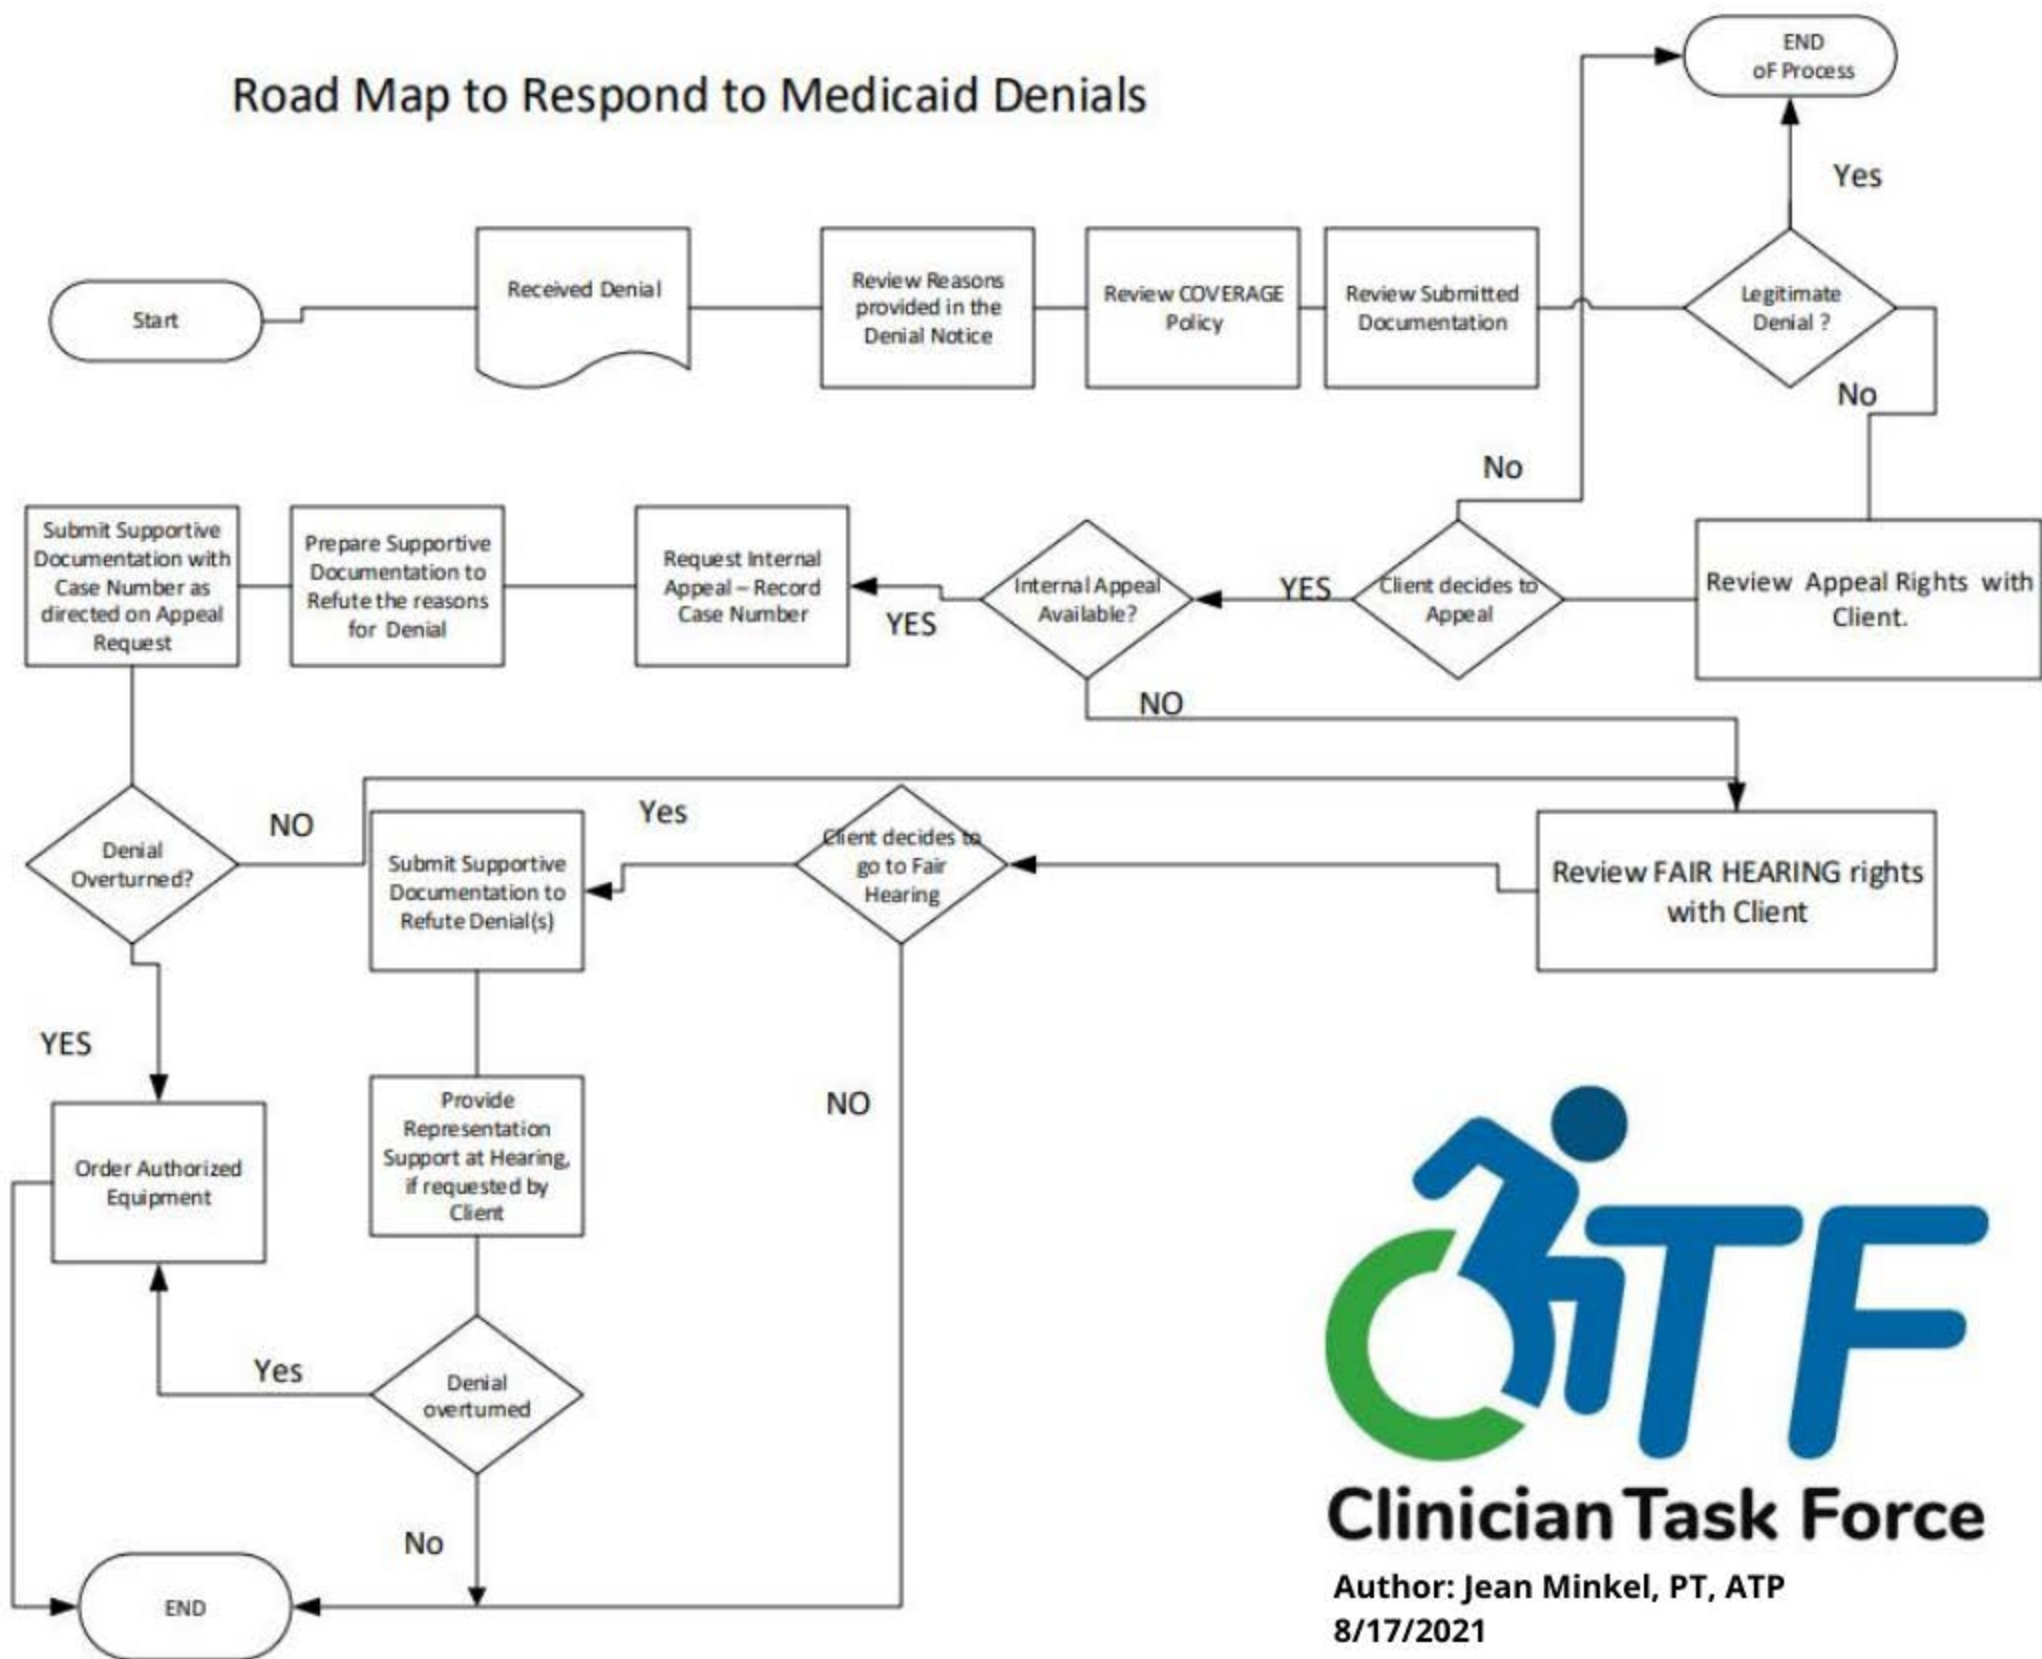 Road Map to Respond to Medicaid Denials
END
oF Process
Yes
Start
Received Denial
Review Reasons
provided in the
Denial Notice
Review COVERAGE
Policy
Review Submitted
Documentation
Legitimate
Denial ?
No
No
Submit Supportive
Documentation with
Case Number as
directed on Appeal
Request
Prepare Supportive
Documentation to
Refute the reasons
for Denial
Request Internal
Appeal – Record
Case Number
YES
Internal Appeal
Available?
YES
Client decides to
Appeal
Review Appeal Rights with
Client.
NO
Denial
Overturned?
NO
Submit Supportive
Documentation to
Refute Denial(s)
Yes
Client decides to
go to Fair
Hearing
Review FAIR HEARING rights
with Client
YES
NO
Order Authorized
Equipment
Provide
Representation
Support at Hearing,
if requested by
Client
Yes
Denial
overturned
No
END
CTF
Clinician Task Force
Author: Jean Minkel, PT, ATP
8/17/2021